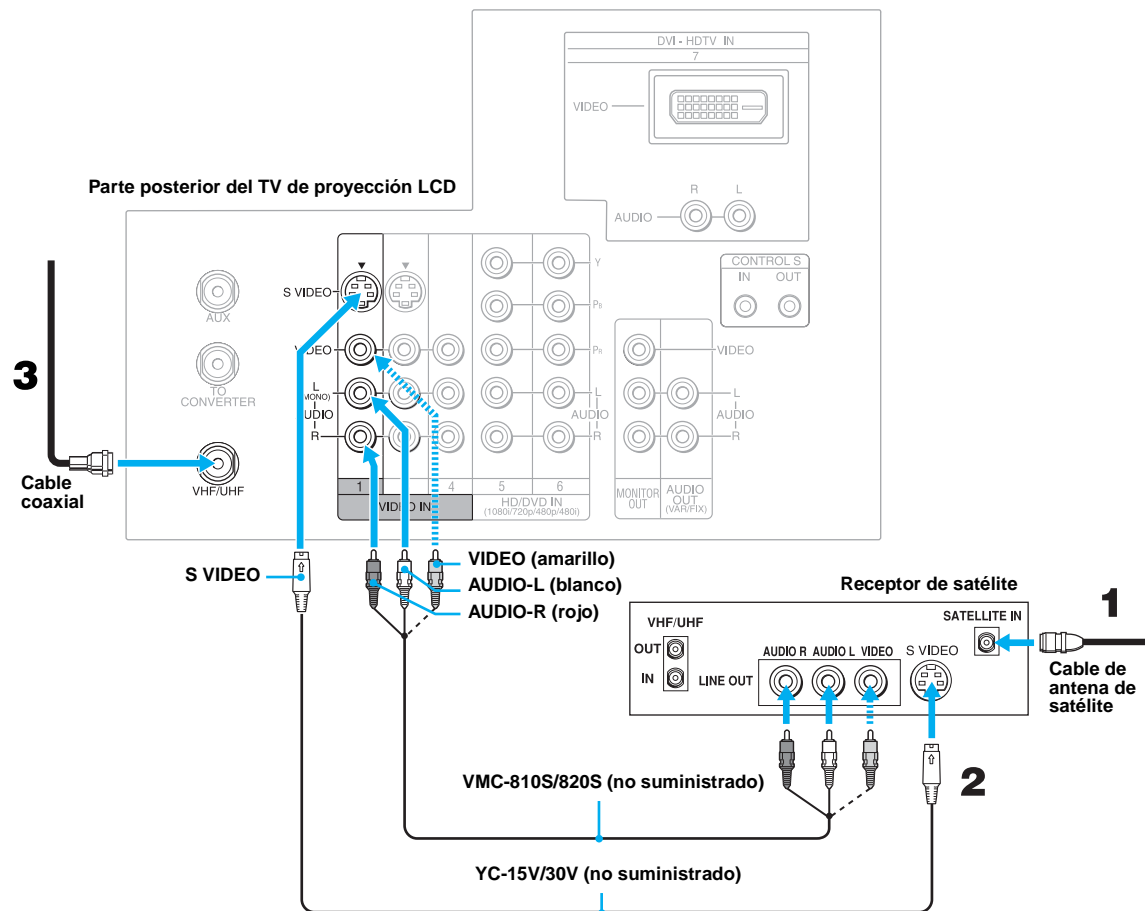 DVI - HDTV IN
7
VIDEO
R L
AUDIO
Parte posterior del TV de proyección LCD
CONTROL S
IN OUT
AUX
TO
CONVERTER
VHF/UHF
3
Cable
coaxial
S VIDEO
VIDEO
L
(MONO)
AUDIO
R
Y
PB
PR
L
AUDIO
R
VIDEO
L
AUDIO
R
1 4 5 6
VIDEO IN
HD/DVD IN
(1080i/720p/480p/480i)
MONITOR
OUT
AUDIO
OUT
(VAR/FIX)
S VIDEO
VIDEO (amarillo)
AUDIO-L (blanco)
AUDIO-R (rojo)
Receptor de satélite
1
SATELLITE IN
VHF/UHF
OUT
IN
AUDIO R AUDIO L VIDEO
S VIDEO
LINE OUT
Cable de
antena de
satélite
2
VMC-810S/820S (no suministrado)
YC-15V/30V (no suministrado)